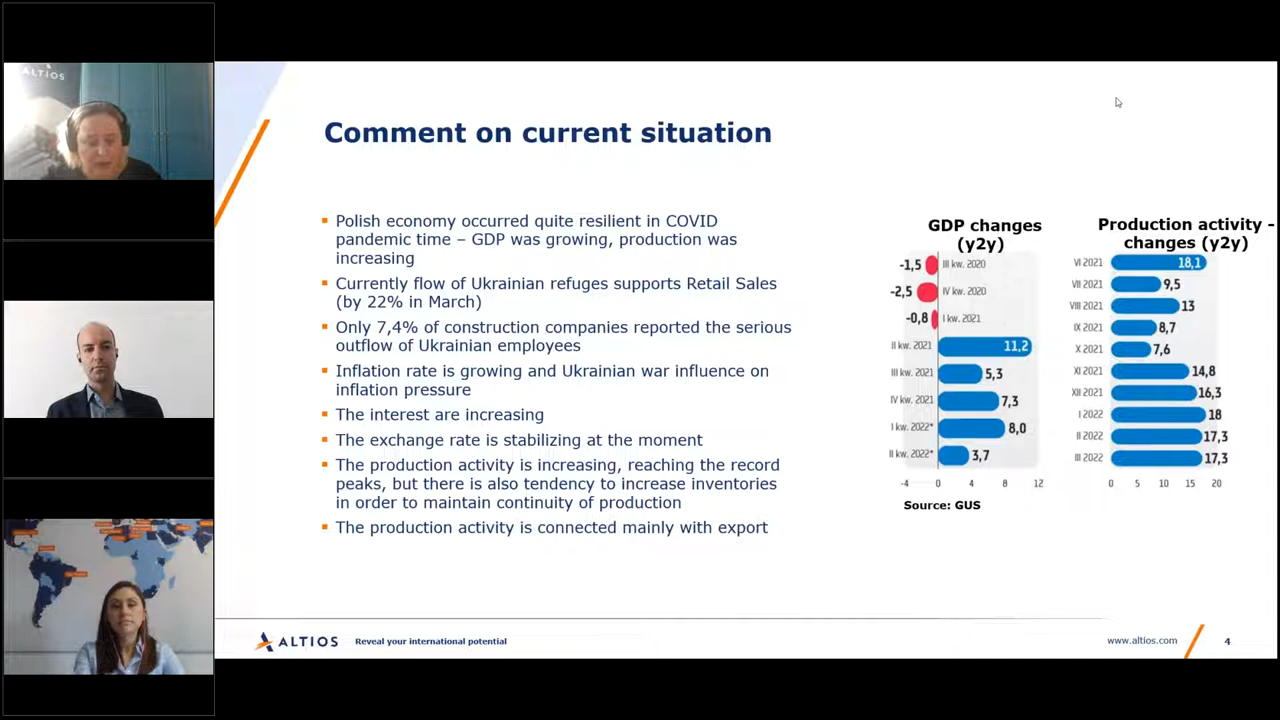 ALTIOS
Comment on current situation
Polish economy occurred quite resilient in COVID
pandemic time – GDP was growing, production was
increasing
Currently flow of Ukrainian refuges supports Retail Sales
(by 22% in March)
Only 7,4% of construction companies reported the serious
outflow of Ukrainian employees
Inflation rate is growing and Ukrainian war influence on
inflation pressure
The interest are increasing
The exchange rate is stabilizing at the moment
The production activity is increasing, reaching the record
peaks, but there is also tendency to increase inventories
in order to maintain continuity of production
The production activity is connected mainly with export
GDP changes
(y2y)
-1,5 III kw. 2020
-2,5 IV kw. 2020
-0,8 I kw. 2021
II kw. 2021 11,2
III kw. 2021 5,3
IV kw. 2021 7,3
I kw. 2022* 8,0
II kw. 2022* 3,7
-4 0 4 8 12
Source: GUS
Production activity -
changes (y2y)
VI 2021 18,1
VII 2021 9,5
VIII 2021 13
IX 2021 8,7
X 2021 7,6
XI 2021 14,8
XII 2021 16,3
I 2022 18
II 2022 17,3
III 2022 17,3
0 5 10 15 20
ALTIOS
Reveal your international potential
www.altios.com
4